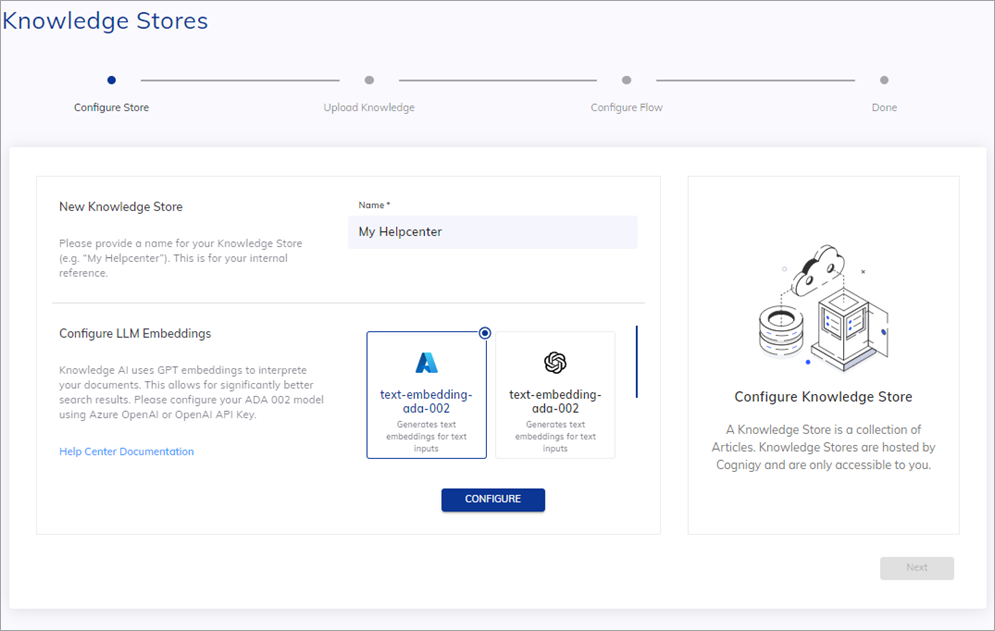 Knowledge Stores
Configure Store
Upload Knowledge
Configure Flow
Done
New Knowledge Store
Please provide a name for your Knowledge Store
(e.g. “My Helpcenter”). This is for your internal
reference.
Name *
My Helpcenter
Configure LLM Embeddings
Knowledge AI uses GPT embeddings to interpret
your documents. This allows for significantly better
search results. Please configure your ADA 002 model
using Azure OpenAI or OpenAI API Key.
Help Center Documentation
text-embedding-
ada-002
Generates text
embeddings for text
inputs
text-embedding-
ada-002
Generates text
embeddings for text
inputs
CONFIGURE
Configure Knowledge Store
A Knowledge Store is a collection of
Articles. Knowledge Stores are hosted by
Cognigy and are only accessible to you.
Next